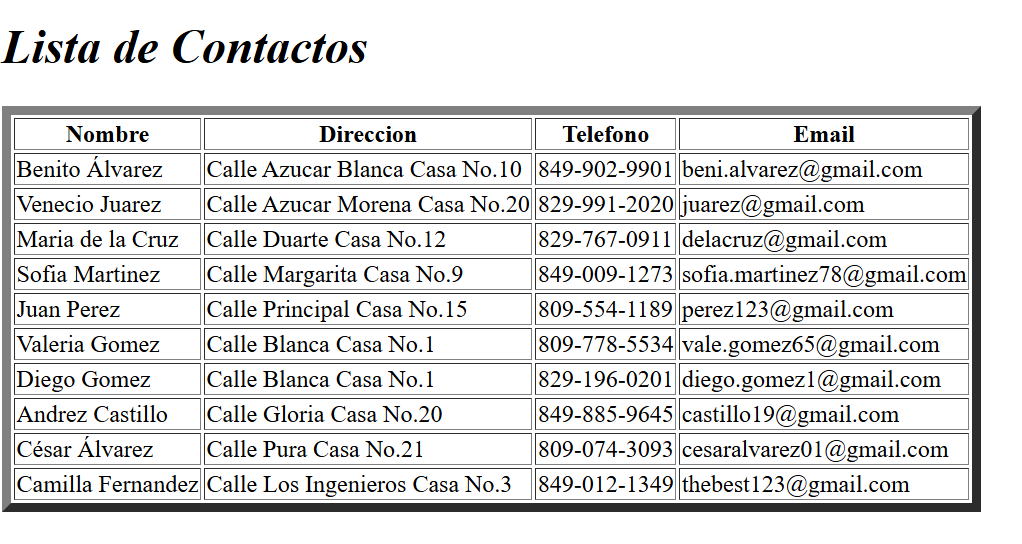 Lista de Contactos
Nombre Direccion Telefono Email
Benito Álvarez Calle Azucar Blanca Casa No.10 849-902-9901 beni.alvarez@gmail.com
Venecio Juarez Calle Azucar Morena Casa No.20 829-991-2020 juarez@gmail.com
Maria de la Cruz Calle Duarte Casa No.12 829-767-0911 delacruz@gmail.com
Sofia Martinez Calle Margarita Casa No.9 849-009-1273 sofia.martinez78@gmail.com
Juan Perez Calle Principal Casa No.15 809-554-1189 perez123@gmail.com
Valeria Gomez Calle Blanca Casa No.1 809-778-5534 vale.gomez65@gmail.com
Diego Gomez Calle Blanca Casa No.1 829-196-0201 diego.gomez1@gmail.com
Andrez Castillo Calle Gloria Casa No.20 849-885-9645 castillo19@gmail.com
César Álvarez Calle Pura Casa No.21 809-074-3093 cesaralvarez01@gmail.com
Camilla Fernandez Calle Los Ingenieros Casa No.3 849-012-1349 thebest123@gmail.com